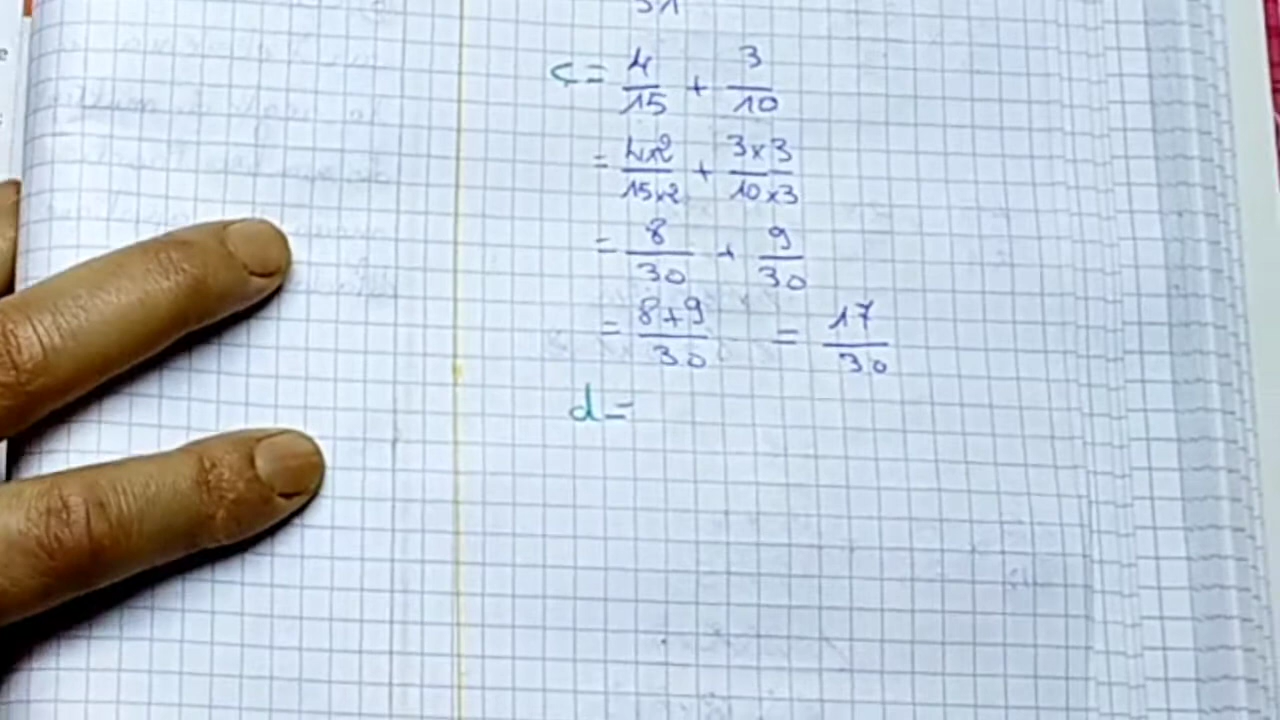 c = 4/15 + 3/10
= 4x2/15x2 + 3x3/10x3
= 8/30 + 9/30
= 8+9/30 = 17/30
d =